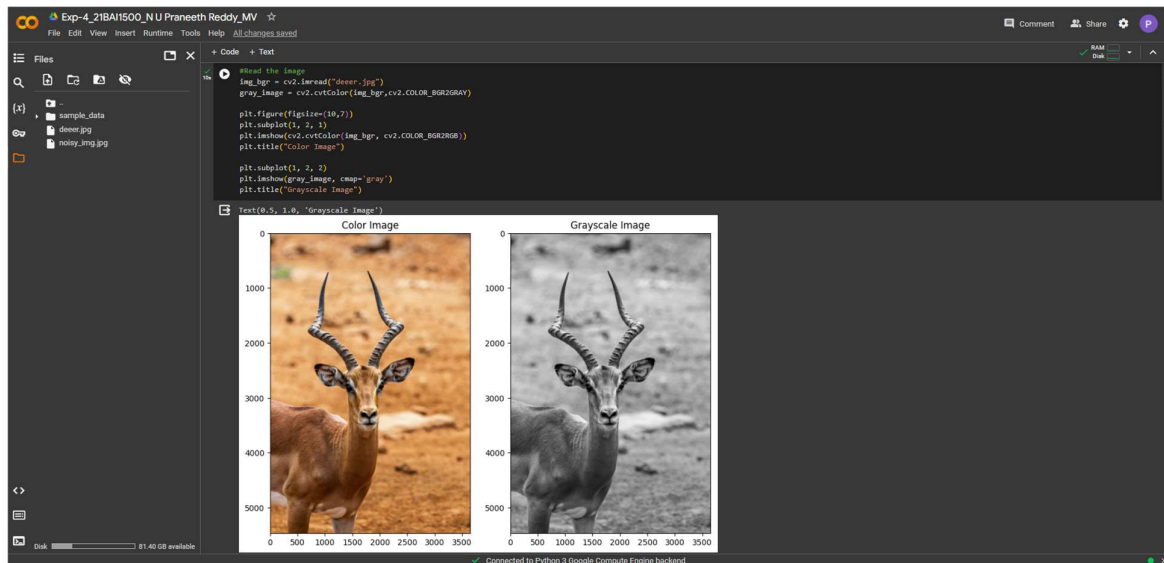 Exp-4_21BAI1500_N U Praneeth Reddy_MV
File Edit View Insert Runtime Tools Help All changes saved
Comment Share P
Files
+ Code + Text
RAM
Disk
{x}
..
sample_data
deeer.jpg
noisy_img.jpg
10s
#Read the image
img_bgr = cv2.imread("deeer.jpg")
gray_image = cv2.cvtColor(img_bgr,cv2.COLOR_BGR2GRAY)
plt.figure(figsize=(10,7))
plt.subplot(1, 2, 1)
plt.imshow(cv2.cvtColor(img_bgr, cv2.COLOR_BGR2RGB))
plt.title("Color Image")
plt.subplot(1, 2, 2)
plt.imshow(gray_image, cmap='gray')
plt.title("Grayscale Image")
Text(0.5, 1.0, 'Grayscale Image')
Color Image
0
1000
2000
3000
4000
5000
0 500 1000 1500 2000 2500 3000 3500
Grayscale Image
0
1000
2000
3000
4000
5000
0 500 1000 1500 2000 2500 3000 3500
Disk 81.40 GB available
Connected to Python 3 Google Compute Engine backend